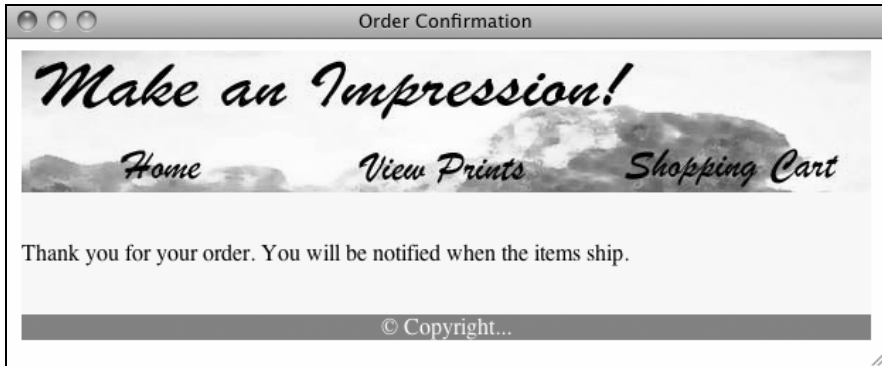 Order Confirmation
Make an Impression!
Home View Prints Shopping Cart
Thank you for your order. You will be notified when the items ship.
© Copyright...